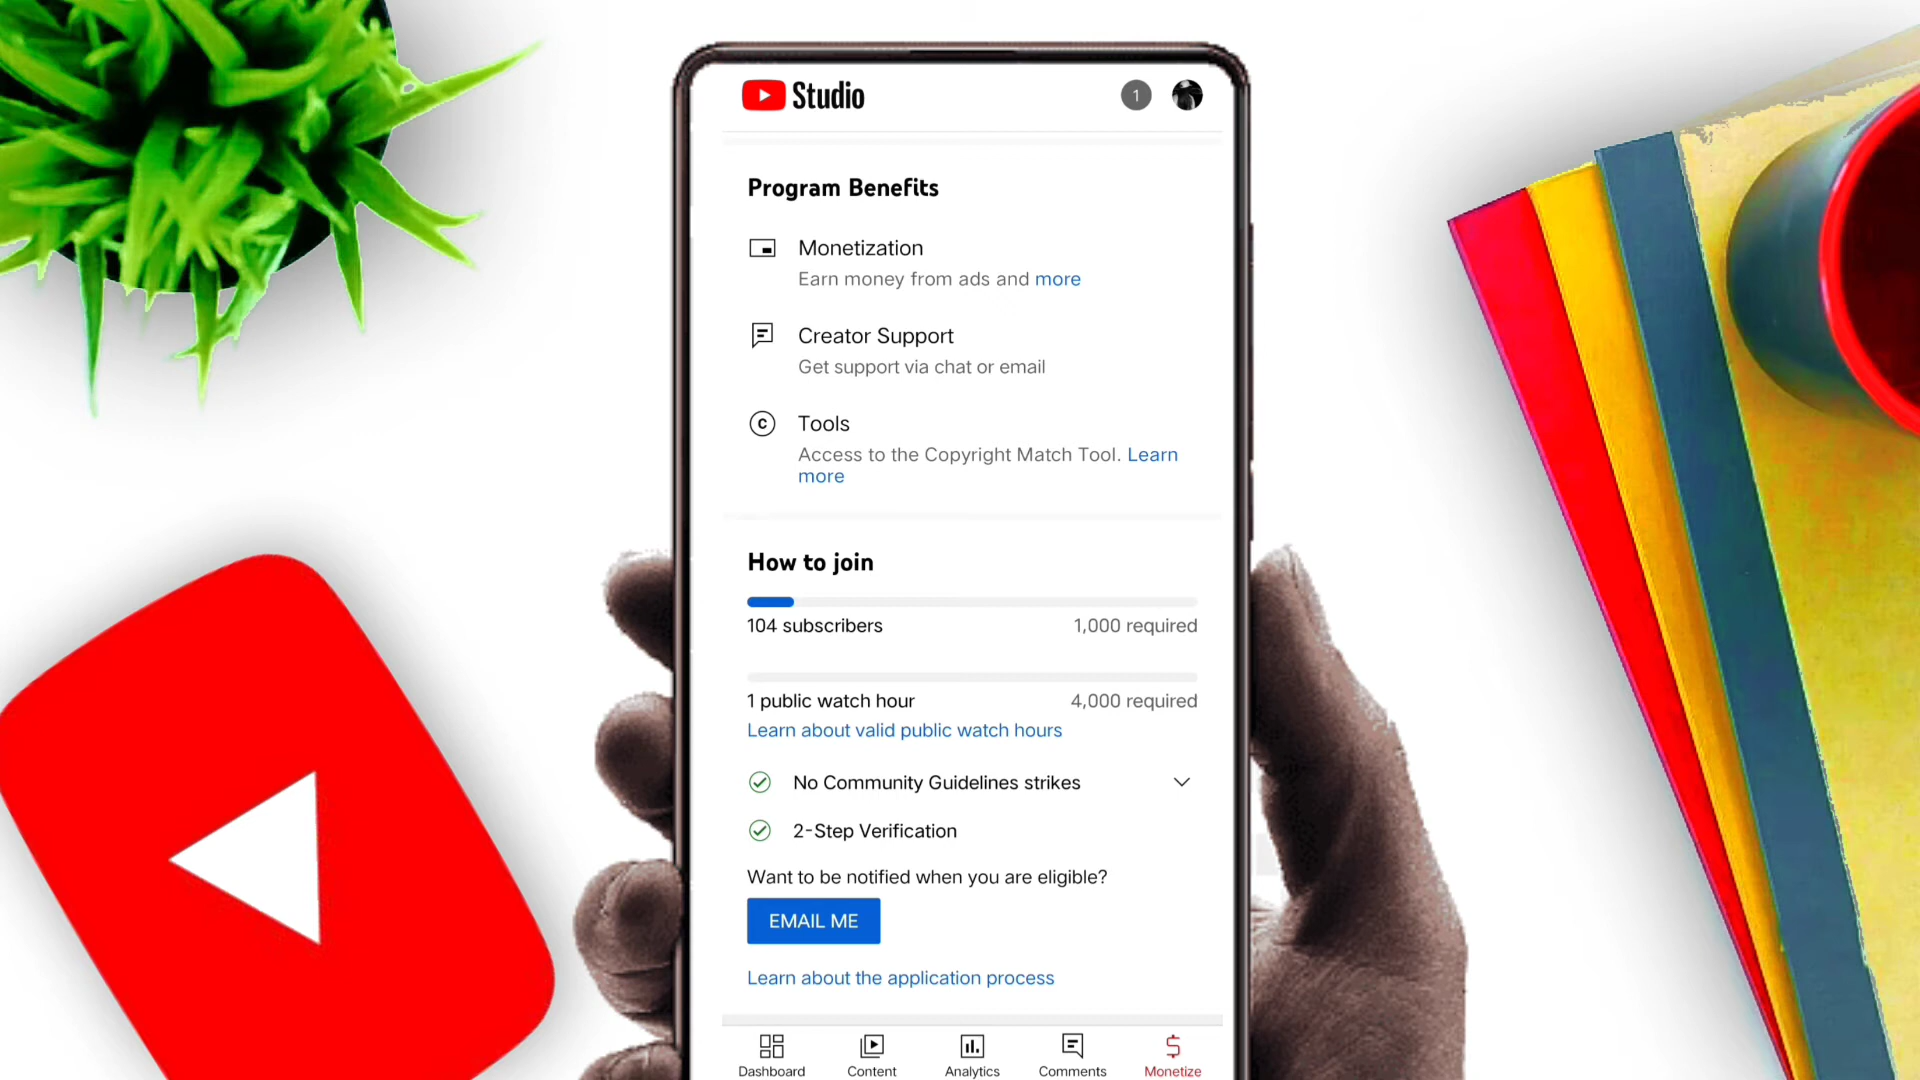 Studio
1
Program Benefits
Monetization
Earn money from ads and more
Creator Support
Get support via chat or email
C
Tools
Access to the Copyright Match Tool. Learn
more
How to join
104 subscribers
1,000 required
1 public watch hour
4,000 required
Learn about valid public watch hours
No Community Guidelines strikes
2-Step Verification
Want to be notified when you are eligible?
EMAIL ME
Learn about the application process
Dashboard
Content
Analytics
Comments
$
Monetize